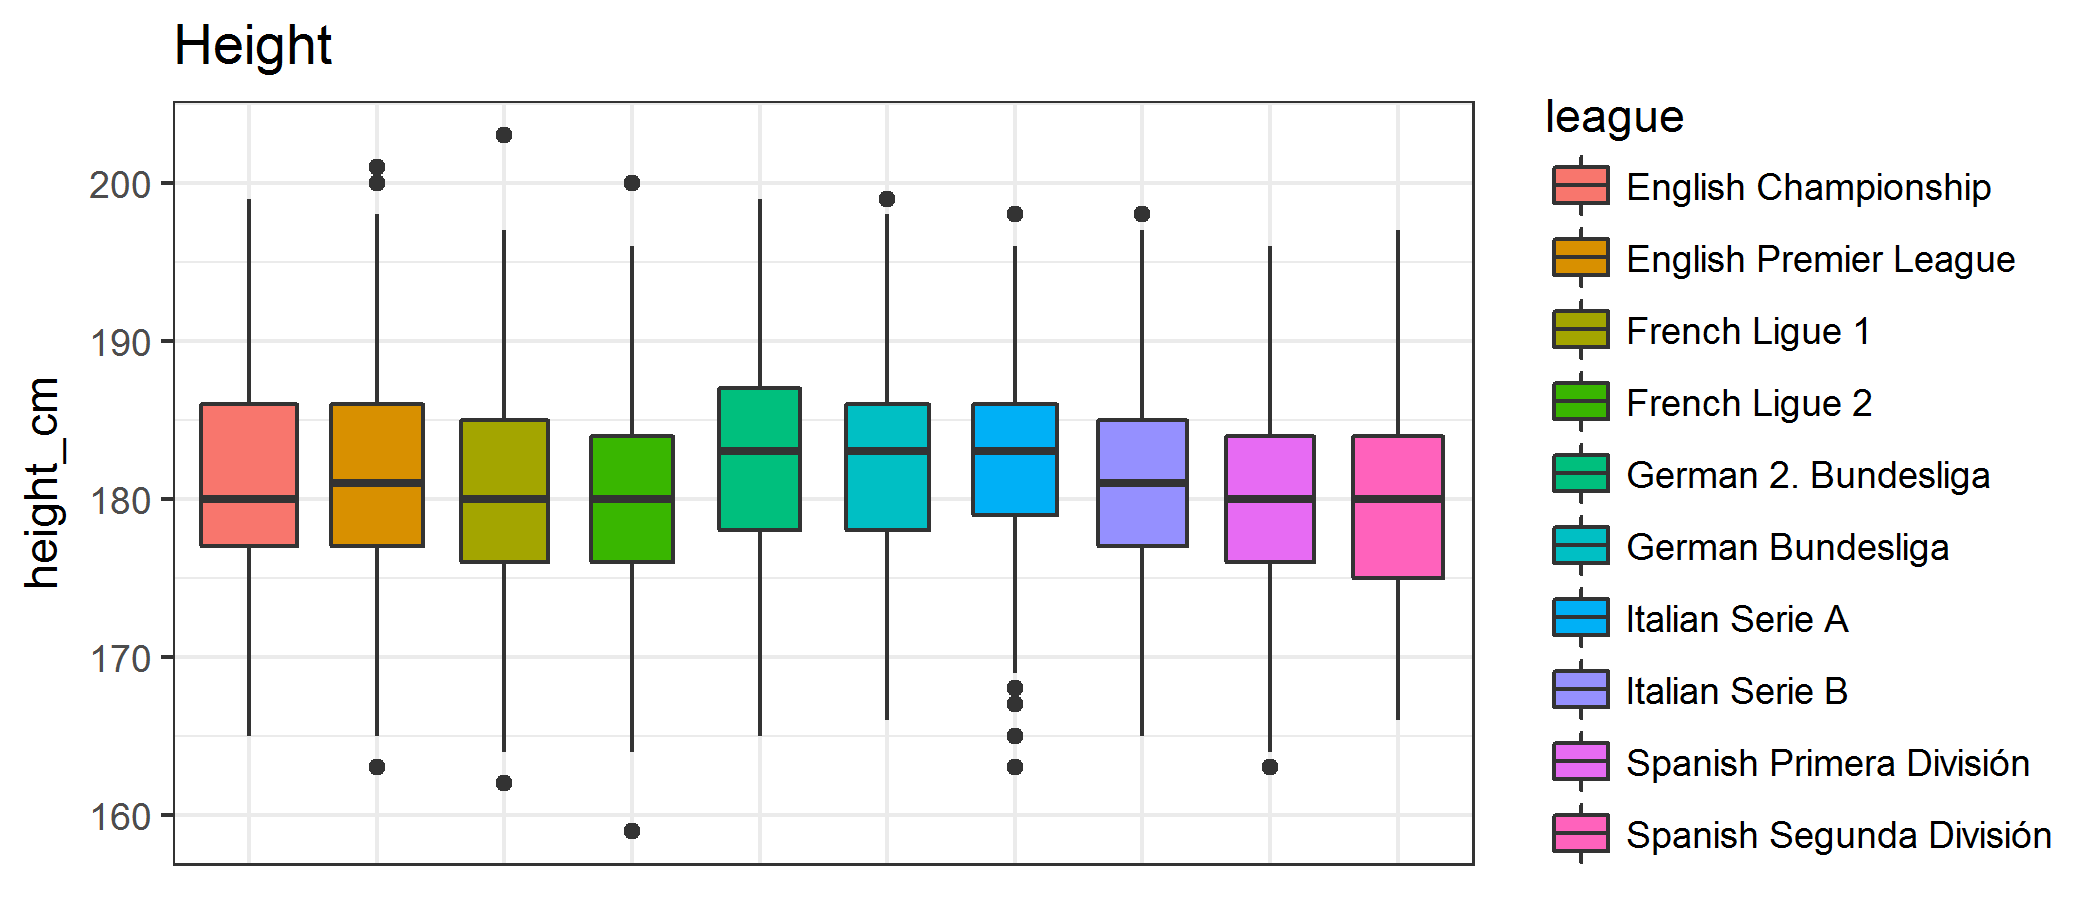 Height
height_cm
200
190
180
170
160
league
English Championship
English Premier League
French Ligue 1
French Ligue 2
German 2. Bundesliga
German Bundesliga
Italian Serie A
Italian Serie B
Spanish Primera División
Spanish Segunda División